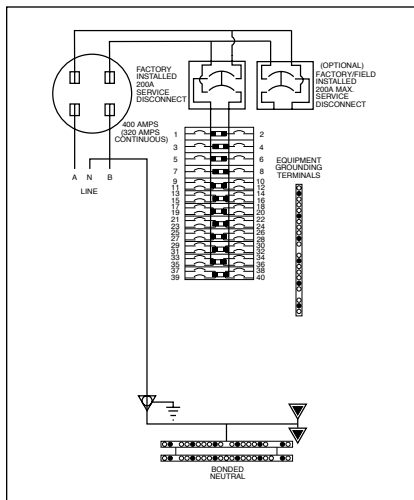 FACTORY
INSTALLED
200A
SERVICE
DISCONNECT
(OPTIONAL)
FACTORY/FIELD
INSTALLED
200A MAX.
SERVICE
DISCONNECT
400 AMPS
(320 AMPS
CONTINUOUS)
A N B
LINE
1 2
3 4
5 6
7 8
9 10
11 12
13 14
15 16
17 18
19 20
21 22
23 24
25 26
27 28
29 30
31 32
33 34
35 36
37 38
39 40
EQUIPMENT
GROUNDING
TERMINALS
BONDED
NEUTRAL